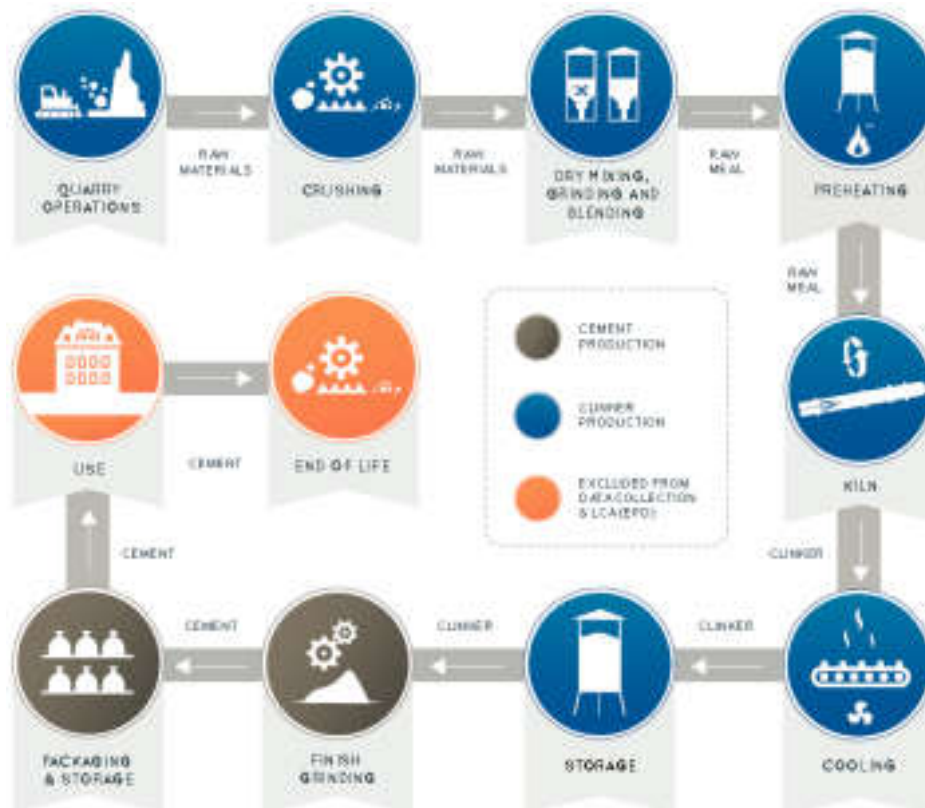 RAW
MATERIALS
RAW
MATERIALS
RAW
MEAL
QUARRY
OPERATIONS
CRUSHING
DRY MIXING,
GRINDING AND
BLENDING
PREHEATING
RAW
MEAL
CEMENT
PRODUCTION
CLINKER
PRODUCTION
EXCLUDED FROM
DATA COLLECTION
& LCA (EPD)
USE
CEMENT
END OF LIFE
KILN
CEMENT
CLINKER
CEMENT
CLINKER
CLINKER
PACKAGING
& STORAGE
FINISH
GRINDING
STORAGE
COOLING